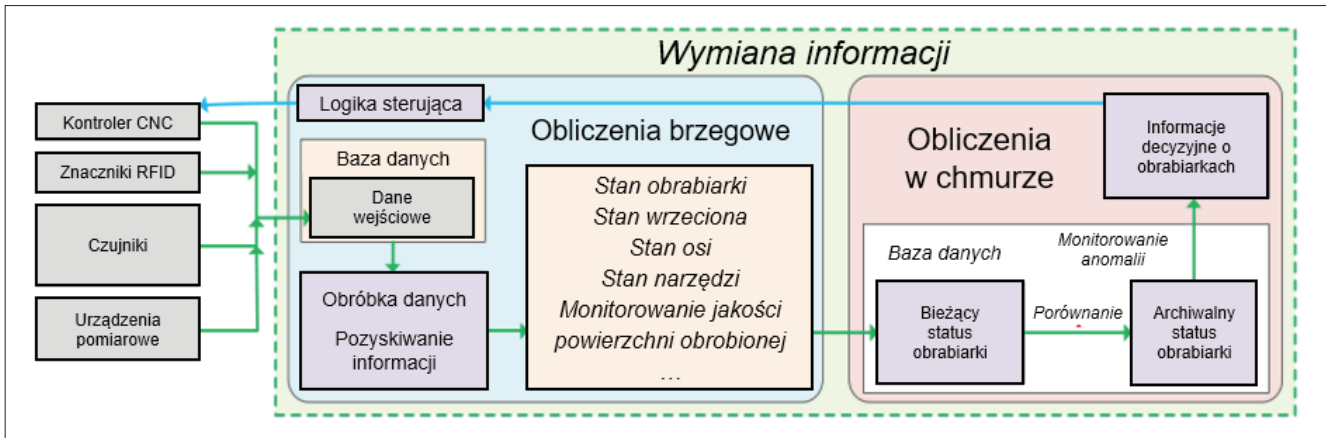 Wymiana informacji
Kontroler CNC
Znaczniki RFID
Czujniki
Urządzenia
pomiarowe
Logika sterująca
Obliczenia brzegowe
Baza danych
Dane
wejściowe
Obróbka danych
Pozyskiwanie
informacji
Stan obrabiarki
Stan wrzeciona
Stan osi
Stan narzędzi
Monitorowanie jakości
powierzchni obrobionej
...
Obliczenia
w chmurze
Informacje
decyzyjne o
obrabiarkach
Baza danych
Monitorowanie
anomalii
Bieżący
status
obrabiarki
Porównanie
Archiwalny
status
obrabiarki